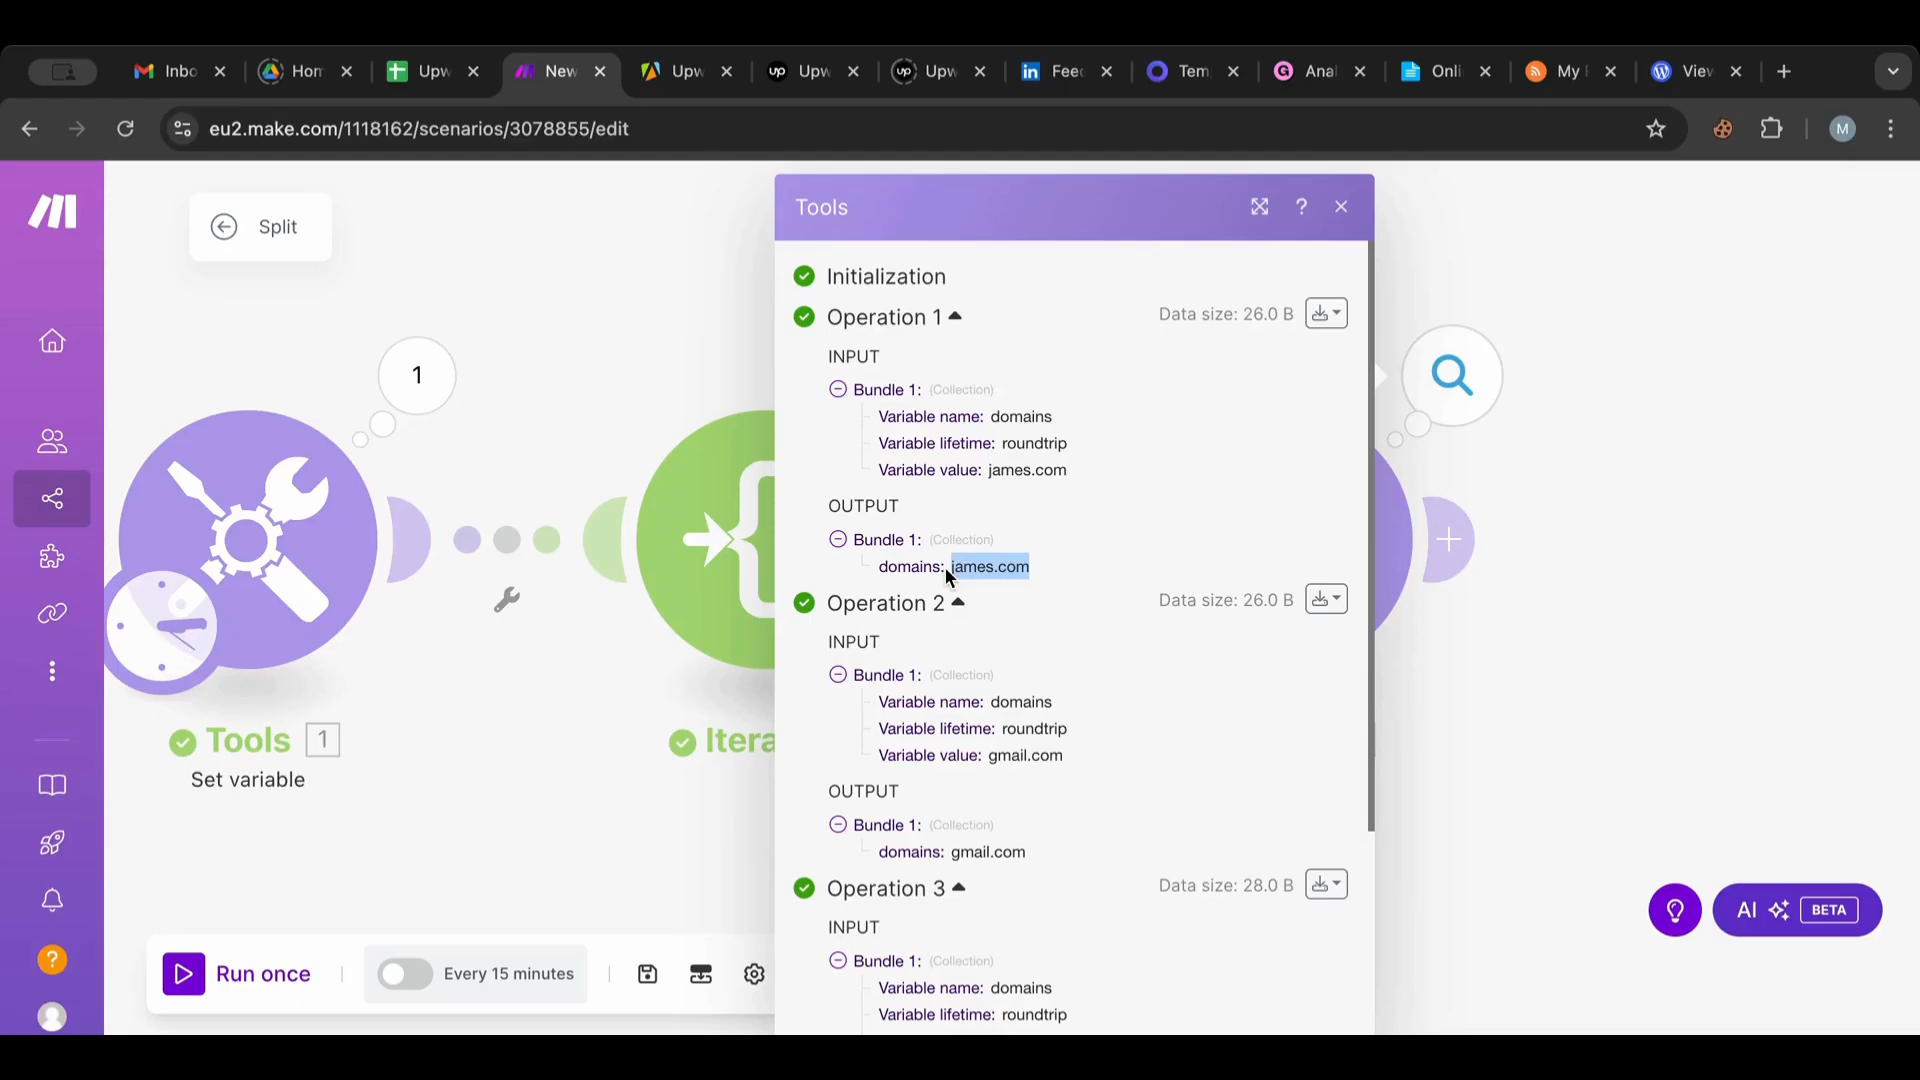 Inbo
Hom
Upw
New
Upw
Upw
Upw
Feed
Tem
Anal
Onli
My
View
eu2.make.com/1118162/scenarios/3078855/edit
M
Split
Tools
Initialization
Operation 1
Data size: 26.0 B
INPUT
Bundle 1: (Collection)
Variable name: domains
Variable lifetime: roundtrip
Variable value: james.com
OUTPUT
Bundle 1: (Collection)
domains: james.com
Operation 2
Data size: 26.0 B
INPUT
Bundle 1: (Collection)
Variable name: domains
Variable lifetime: roundtrip
Variable value: gmail.com
OUTPUT
Bundle 1: (Collection)
domains: gmail.com
Operation 3
Data size: 28.0 B
INPUT
Bundle 1: (Collection)
Variable name: domains
Variable lifetime: roundtrip
1
Tools 1
Set variable
Itera
Run once
Every 15 minutes
AI BETA